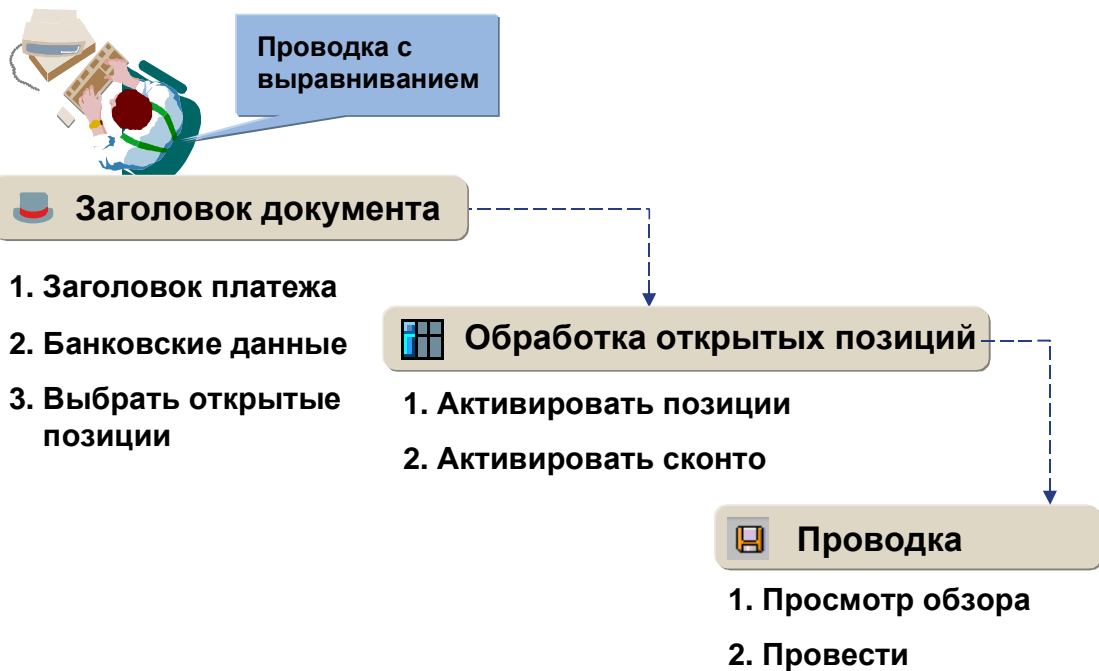 Проводка с
выравниванием
Заголовок документа
1. Заголовок платежа
2. Банковские данные
3. Выбрать открытые
позиции
Обработка открытых позиций
1. Активировать позиции
2. Активировать сконто
Проводка
1. Просмотр обзора
2. Провести